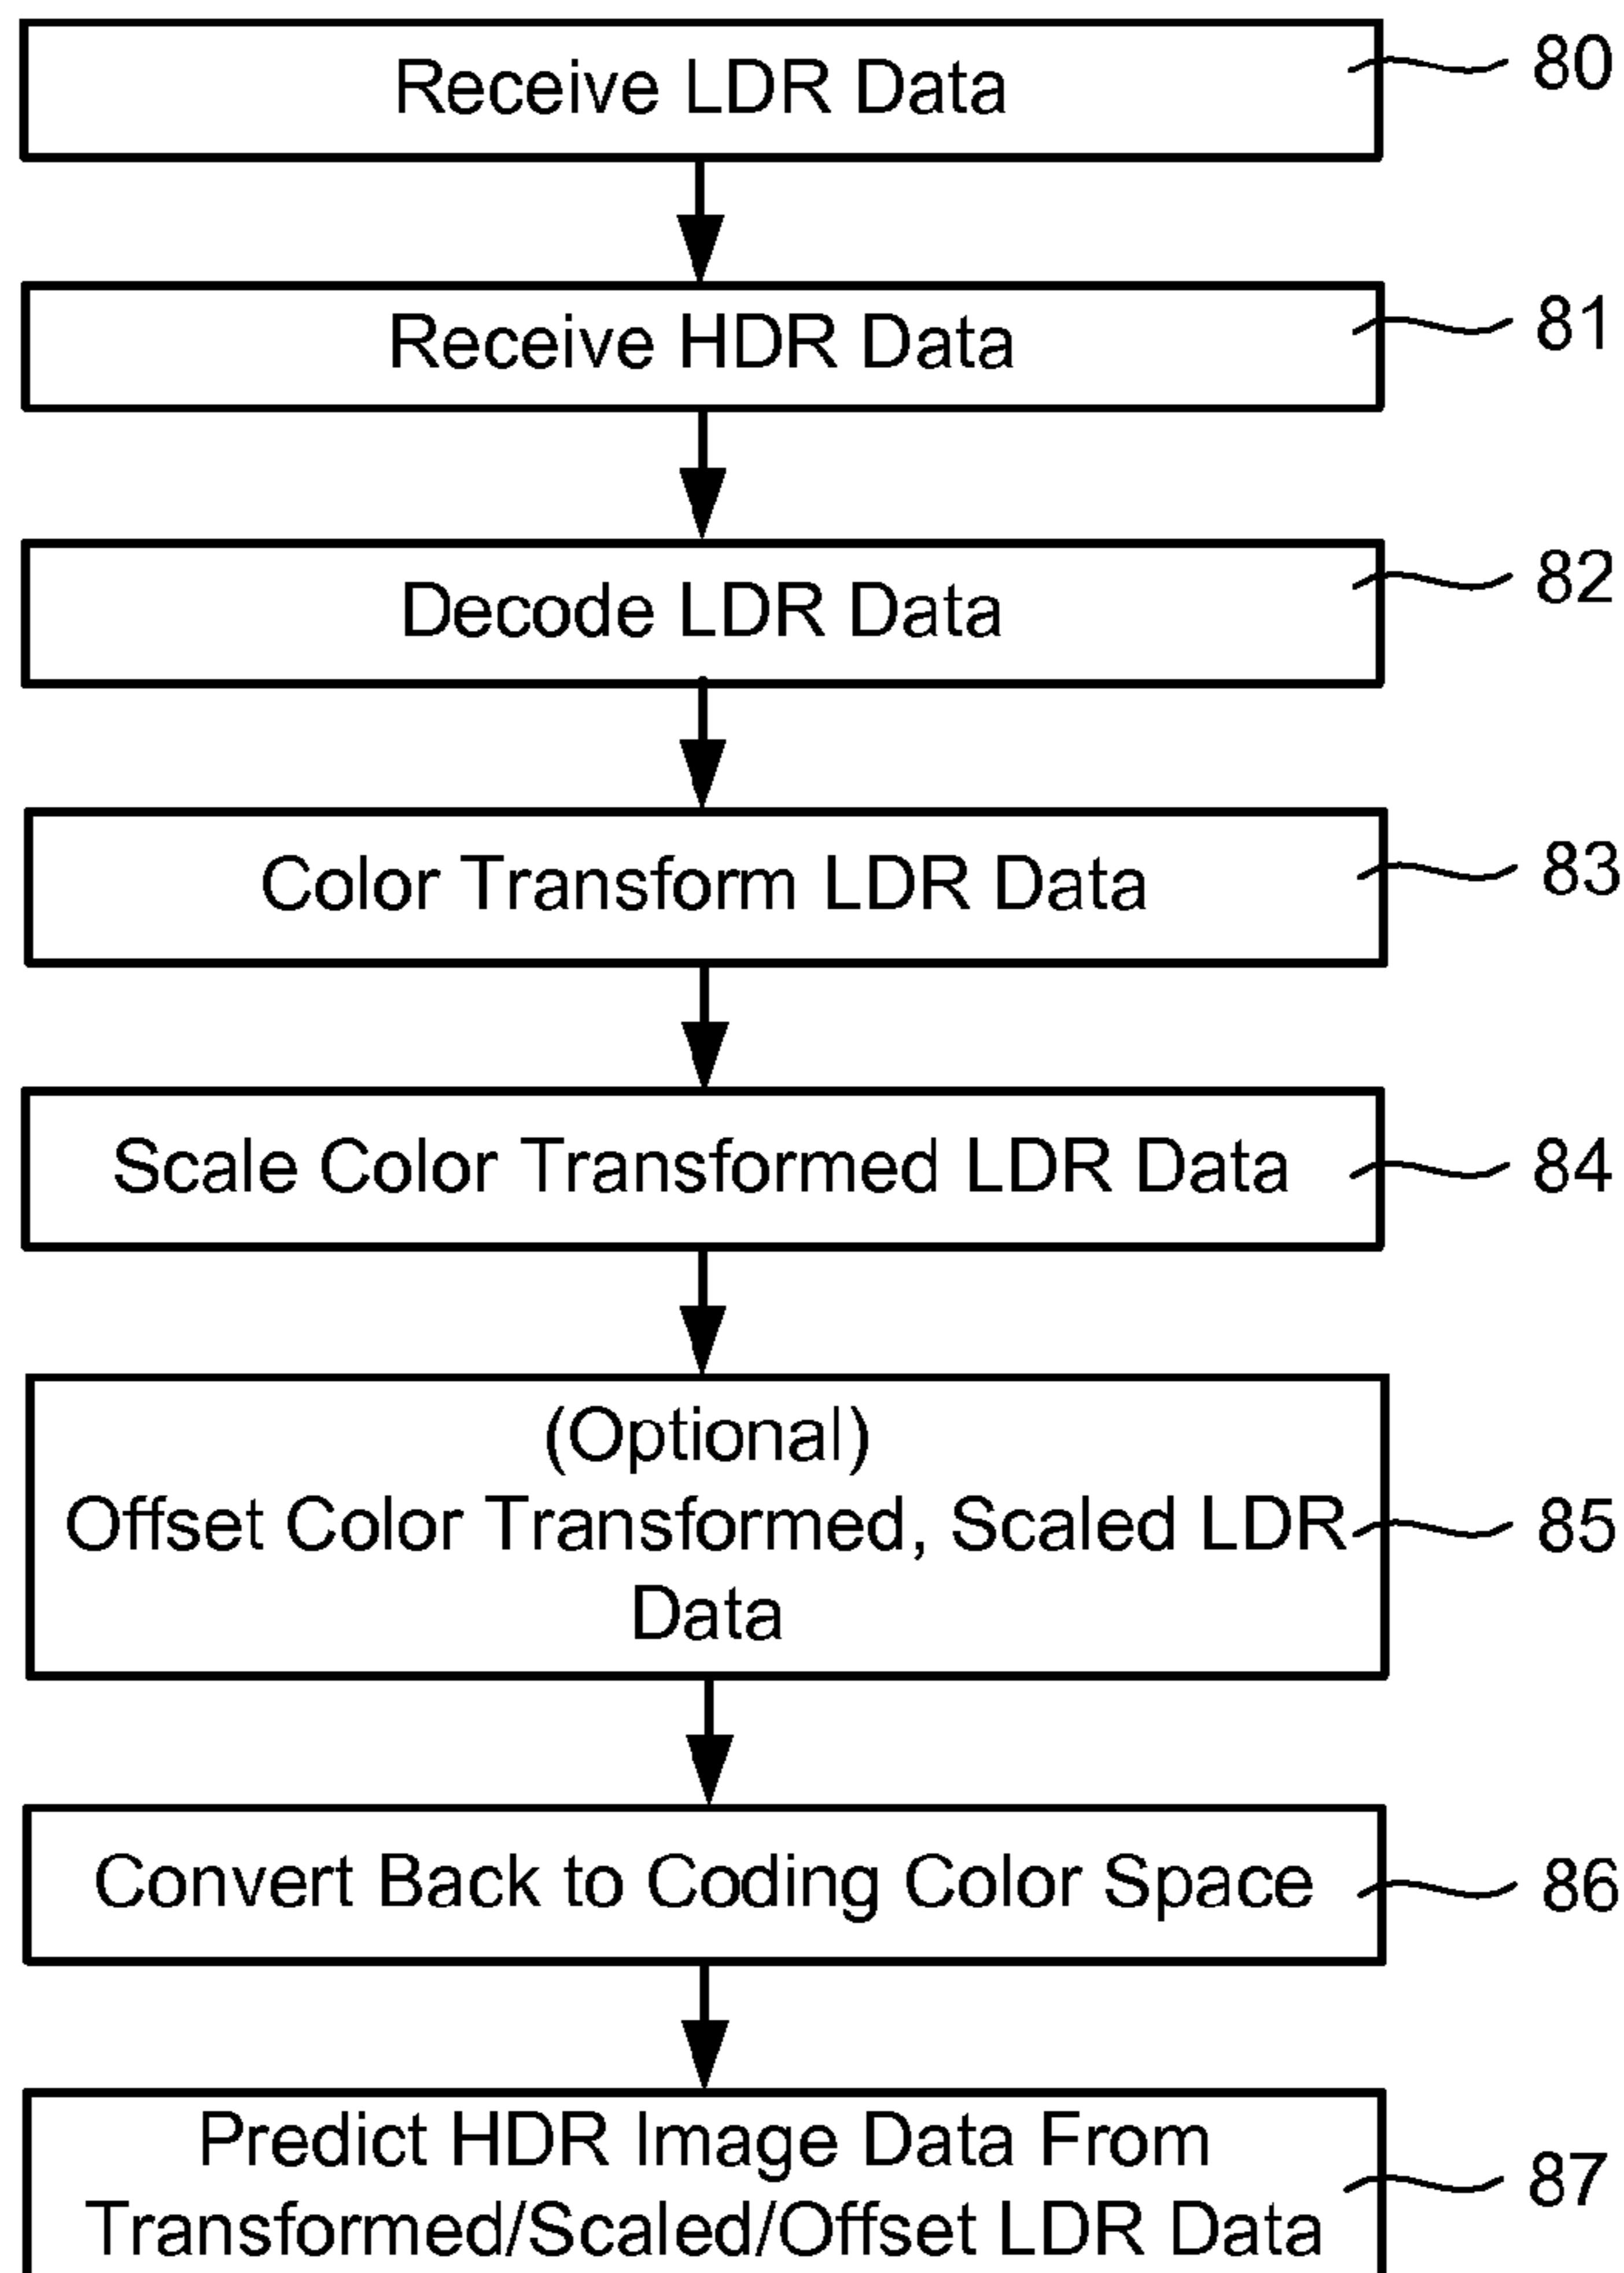 Receive LDR Data 80
Receive HDR Data 81
Decode LDR Data 82
Color Transform LDR Data 83
Scale Color Transformed LDR Data 84
(Optional)
Offset Color Transformed, Scaled LDR 85
Data
Convert Back to Coding Color Space 86
Predict HDR Image Data From
87
Transformed/Scaled/Offset LDR Data